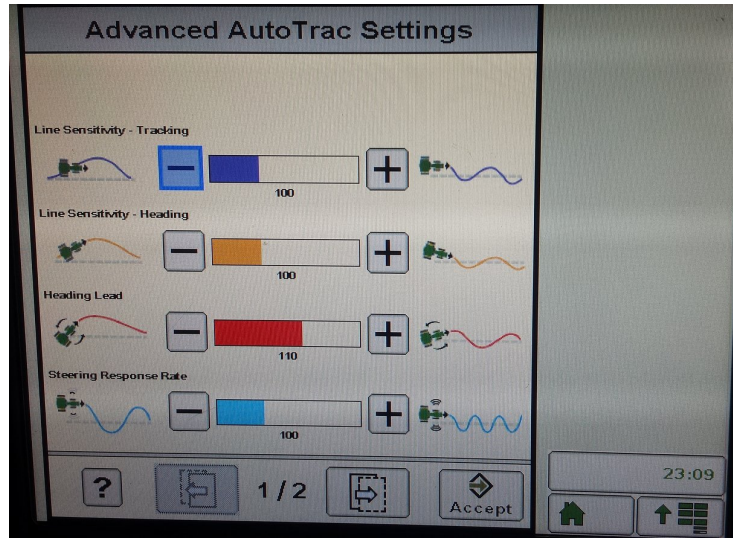 Advanced AutoTrac Settings
Line Sensitivity - Tracking
100
Line Sensitivity - Heading
100
Heading Lead
110
Steering Response Rate
100
?
1 / 2
Accept
23:09